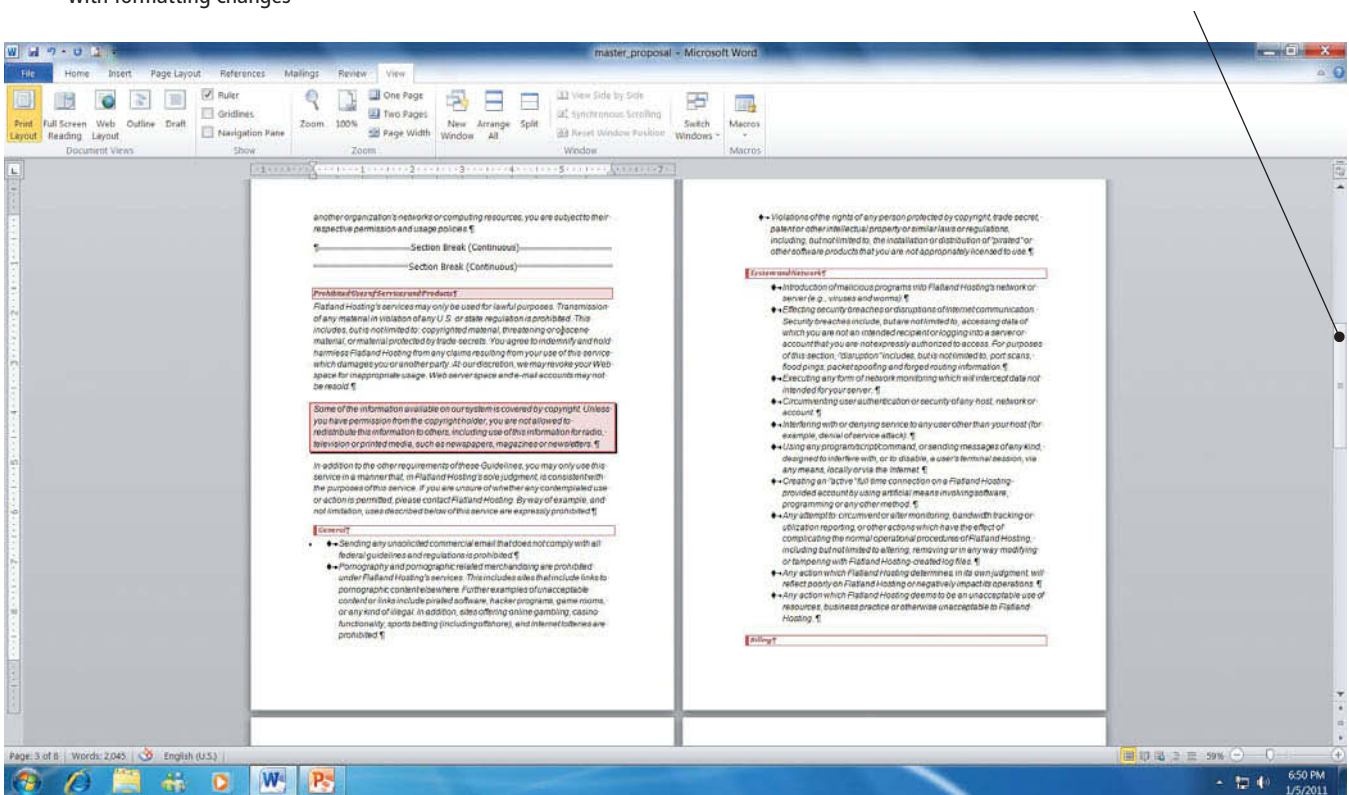 with formatting changes
master_proposal - Microsoft Word
File Home Insert Page Layout References Mailings Review View
Print Layout
Full Screen Reading
Web Layout
Outline
Draft
Document Views
Ruler
Gridlines
Navigation Pane
Show
Zoom
100%
One Page
Two Pages
Page Width
Zoom
New Window
Arrange All
Split
View Side by Side
Synchronous Scrolling
Reset Window Position
Window
Switch Windows
Macros
Macros
another organization's networks or computing resources, you are subject to their
respective permission and usage policies.¶
¶ Section Break (Continuous)
Section Break (Continuous)
Prohibited Uses of Services and Products¶
Flatland Hosting's services may only be used for lawful purposes. Transmission
of any material in violation of any U.S. or state regulation is prohibited. This
includes, but is not limited to: copyrighted material, threatening or obscene
material, or material protected by trade secrets. You agree to indemnify and hold
harmless Flatland Hosting from any claims resulting from your use of this service
which damages you or another party. At our discretion, we may revoke your Web
space for inappropriate usage. Web server space and e-mail accounts may not
be resold.¶
Some of the information available on our system is covered by copyright. Unless
you have permission from the copyright holder, you are not allowed to
redistribute this information to others, including use of this information for radio,
television or printed media, such as newspapers, magazines or newsletters.¶
In addition to the other requirements of these Guidelines, you may only use this
service in a manner that, in Flatland Hosting's sole judgment, is consistent with
the purposes of this service. If you are unsure of whether any contemplated use
or action is permitted, please contact Flatland Hosting. By way of example, and
not limitation, uses described below of this service are expressly prohibited:¶
General¶
Sending any unsolicited commercial email that does not comply with all
federal guidelines and regulations is prohibited.¶
Pornography and pornographic related merchandising are prohibited
under Flatland Hosting's services. This includes sites that include links to
pornographic content elsewhere. Further examples of unacceptable
content or links include pirated software, hacker programs, game rooms,
or any kind of illegal. In addition, sites offering online gambling, casino
functionality, sports betting (including offshore), and internet lotteries are
prohibited.¶
Violations of the rights of any person protected by copyright, trade secret,
patent or other intellectual property or similar laws or regulations,
including, but not limited to, the installation or distribution of "pirated" or
other software products that you are not appropriately licensed to use.¶
System and Network¶
Introduction of malicious programs into Flatland Hosting's network or
server (e.g., viruses and worms).¶
Effecting security breaches or disruptions of Internet communication.
Security breaches include, but are not limited to, accessing data of
which you are not an intended recipient or logging into a server or
account that you are not expressly authorized to access. For purposes
of this section, "disruption" includes, but is not limited to, port scans,
flood pings, packet spoofing and forged routing information.¶
Executing any form of network monitoring which will intercept data not
intended for your server.¶
Circumventing user authentication or security of any host, network or
account.¶
Interfering with or denying service to any user other than your host (for
example, denial of service attack).¶
Using any program/script/command, or sending messages of any kind,
designed to interfere with, or to disable, a user's terminal session, via
any means, locally or via the Internet.¶
Creating an "active" full time connection on a Flatland Hosting-
provided account by using artificial means involving software,
programming or any other method.¶
Any attempt to circumvent or alter monitoring, bandwidth tracking or
utilization reporting, or other actions which have the effect of
complicating the normal operational procedures of Flatland Hosting,
including but not limited to altering, removing or in any way modifying
or tampering with Flatland Hosting-created log files.¶
Any action which Flatland Hosting determines, in its own judgment, will
reflect poorly on Flatland Hosting or negatively impact its operations.¶
Any action which Flatland Hosting deems to be an unacceptable use of
resources, business practice or otherwise unacceptable to Flatland
Hosting.¶
Billing¶
Words: 2,045 English (U.S.) 59%
6:50 PM
1/5/2011